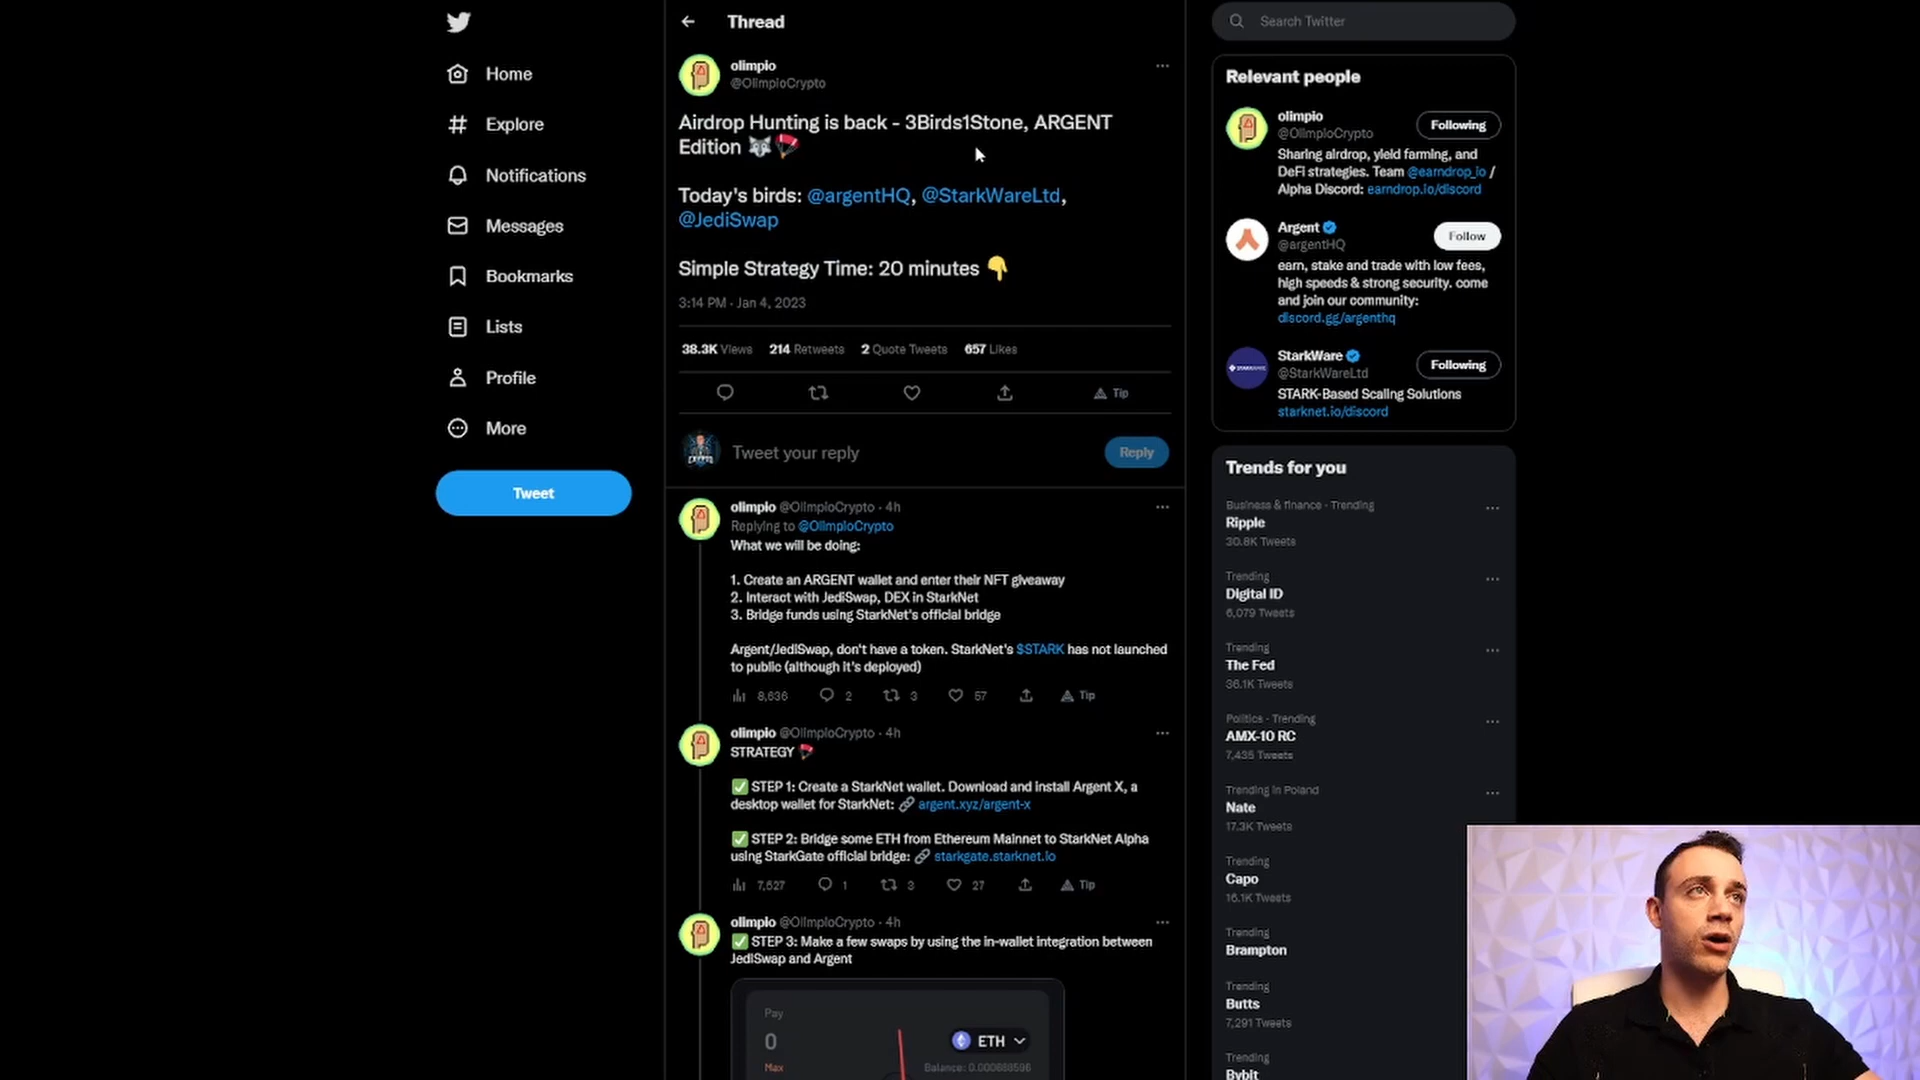 Home
Explore
Notifications
Messages
Bookmarks
Lists
Profile
More
Tweet
Thread
olimpio
@OlimpioCrypto
Airdrop Hunting is back - 3Birds1Stone, ARGENT
Edition 🐺🪂
Today's birds: @argentHQ, @StarkWareLtd,
@JediSwap
Simple Strategy Time: 20 minutes 👇
3:14 PM · Jan 4, 2023
38.3K Views 214 Retweets 2 Quote Tweets 657 Likes
Tip
CRYPTO
Tweet your reply
Reply
olimpio @OlimpioCrypto · 4h
Replying to @OlimpioCrypto
What we will be doing:
1. Create an ARGENT wallet and enter their NFT giveaway
2. Interact with JediSwap, DEX in StarkNet
3. Bridge funds using StarkNet's official bridge
Argent/JediSwap, don't have a token. StarkNet's $STARK has not launched
to public (although it's deployed)
8,636 2 3 57 Tip
olimpio @OlimpioCrypto · 4h
STRATEGY 🪂
✅ STEP 1: Create a StarkNet wallet. Download and install Argent X, a
desktop wallet for StarkNet: 🔗 argent.xyz/argent-x
✅ STEP 2: Bridge some ETH from Ethereum Mainnet to StarkNet Alpha
using StarkGate official bridge: 🔗 starkgate.starknet.io
7,627 1 3 27 Tip
olimpio @OlimpioCrypto · 4h
✅ STEP 3: Make a few swaps by using the in-wallet integration between
JediSwap and Argent
Pay
0 ETH
Max Balance: 0.000688596
Search Twitter
Relevant people
olimpio
@OlimpioCrypto
Following
Sharing airdrop, yield farming, and
DeFi strategies. Team @earndrop_io /
Alpha Discord: earndrop.io/discord
Argent
@argentHQ
Follow
earn, stake and trade with low fees,
high speeds & strong security. come
and join our community:
discord.gg/argenthq
StarkWare
@StarkWareLtd
Following
STARK-Based Scaling Solutions
starknet.io/discord
Trends for you
Business & finance · Trending
Ripple
30.8K Tweets
Trending
Digital ID
6,079 Tweets
Trending
The Fed
36.1K Tweets
Politics · Trending
AMX-10 RC
7,435 Tweets
Trending in Poland
Nate
17.3K Tweets
Trending
Capo
16.1K Tweets
Trending
Brampton
Trending
Butts
7,291 Tweets
Trending
Bybit